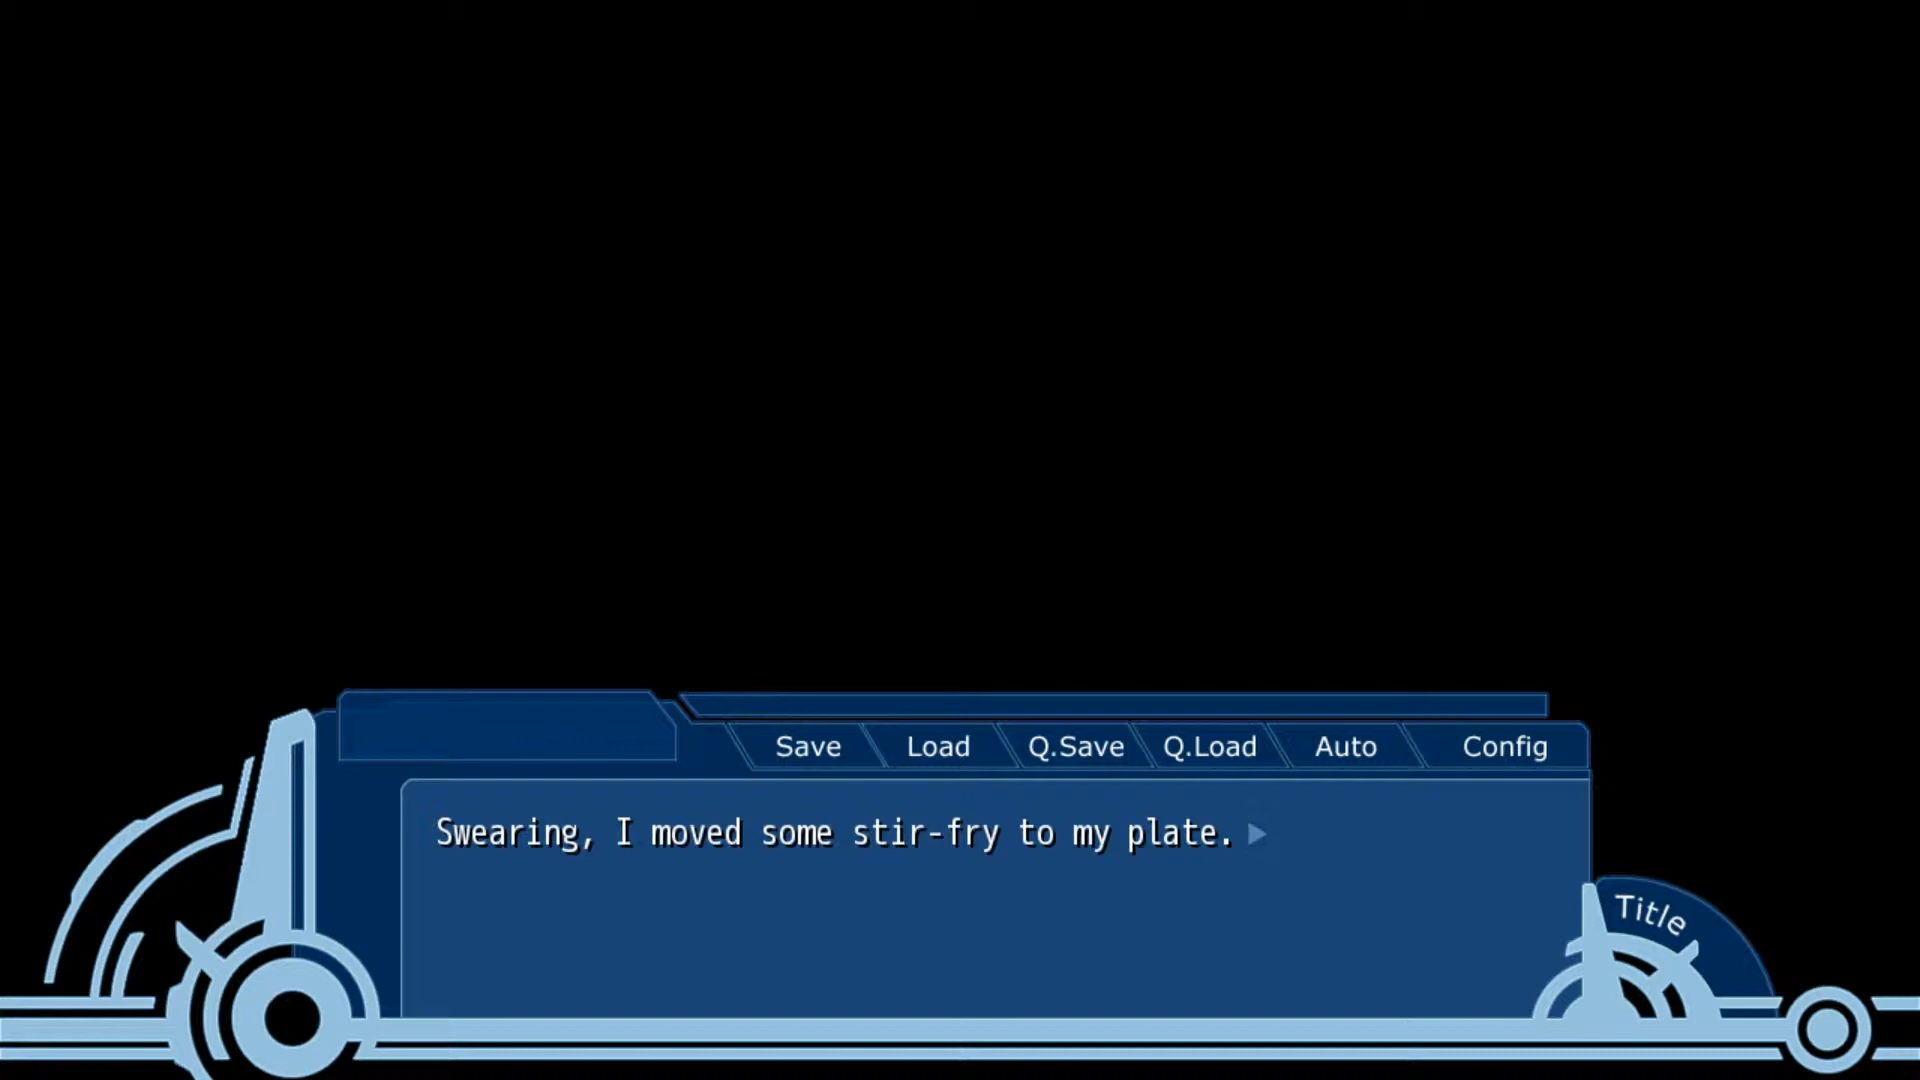 Save Load Q.Save Q.Load Auto Config
Swearing, I moved some stir-fry to my plate.
Title